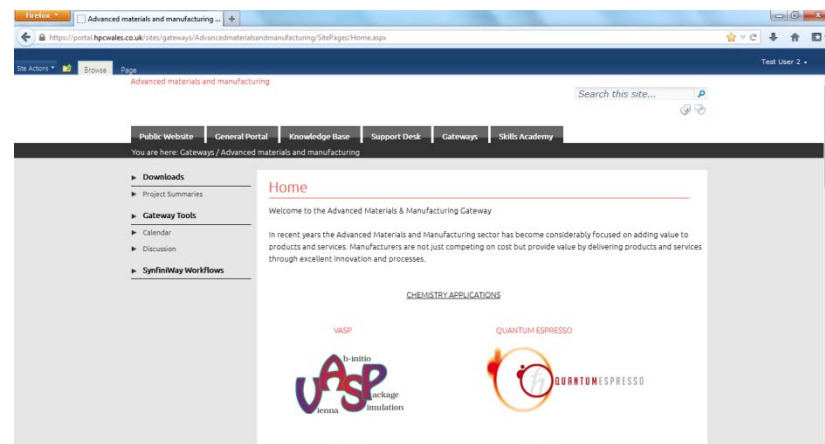 Firefox
Advanced materials and manufacturing ...
https://portal.hpcwales.co.uk/sites/gateways/Advancedmaterialsandmanufacturing/SitePages/Home.aspx
Test User 2
Site Actions
Browse
Page
Advanced materials and manufacturing
Search this site...
Public Website
General Portal
Knowledge Base
Support Desk
Gateways
Skills Academy
You are here: Gateways / Advanced materials and manufacturing
Downloads
Project Summaries
Gateway Tools
Calendar
Discussion
SynfiniWay Workflows
Home
Welcome to the Advanced Materials & Manufacturing Gateway
In recent years the Advanced Materials and Manufacturing sector has become considerably focused on adding value to
products and services. Manufacturers are not just competing on cost but provide value by delivering products and services
through excellent innovation and processes.
CHEMISTRY APPLICATIONS
VASP
QUANTUM ESPRESSO
VASP
b-initio
ackage
ienna
imulation
h
QUANTUMESPRESSO